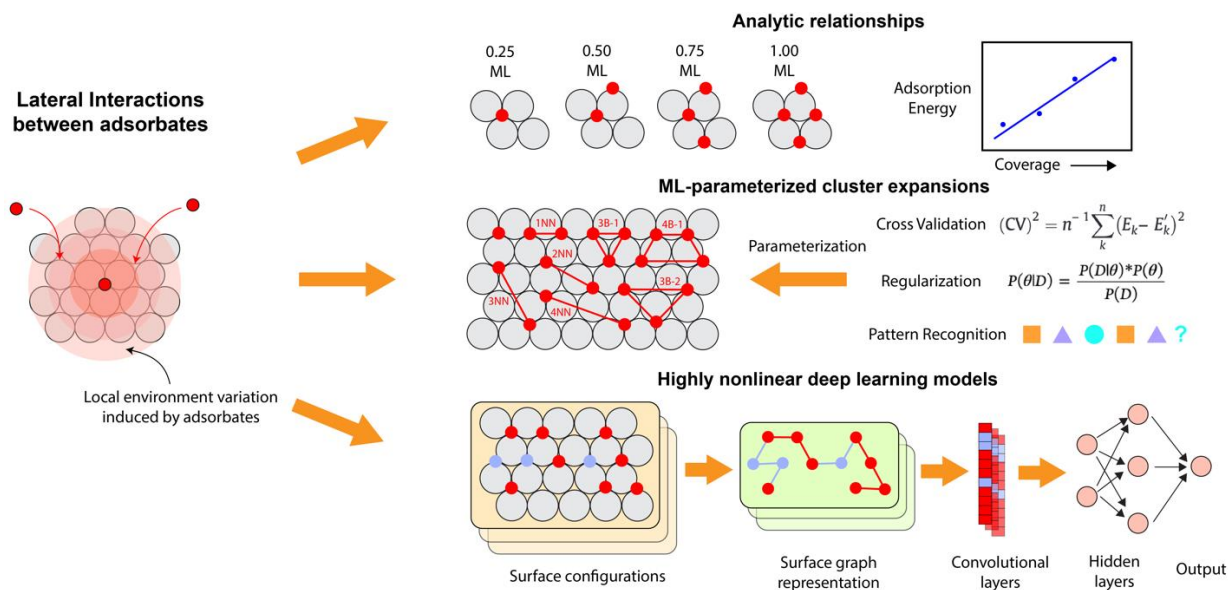 Analytic relationships
0.25
ML
0.50
ML
0.75
ML
1.00
ML
Adsorption
Energy
Coverage
Lateral Interactions
between adsorbates
Local environment variation
induced by adsorbates
ML-parameterized cluster expansions
1NN
3B-1
4B-1
2NN
3B-2
3NN
4NN
Parameterization
Cross Validation (CV)² = n⁻¹ ∑ₖⁿ (Eₖ− E′ₖ)²
Regularization P(θ|D) = P(D|θ)*P(θ) / P(D)
Pattern Recognition ?
Highly nonlinear deep learning models
Surface configurations
Surface graph
representation
Convolutional
layers
Hidden
layers
Output